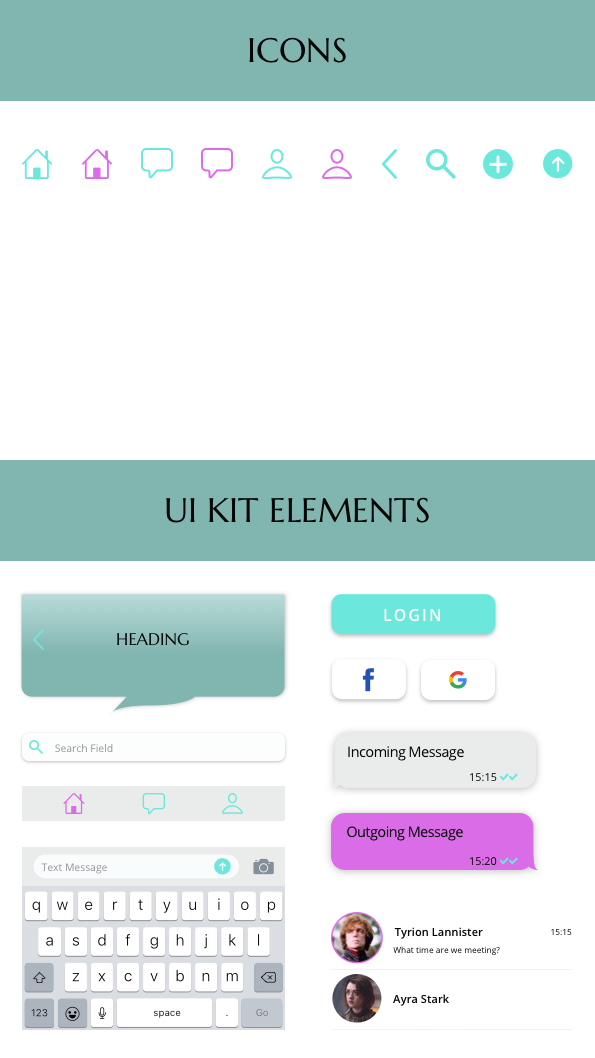 ICONS
UI KIT ELEMENTS
HEADING
Search Field
Text Message
q w e r t y u i o p
a s d f g h j k l
z x c v b n m
123 space . Go
LOGIN
f G
Incoming Message
15:15
Outgoing Message
15:20
Tyrion Lannister 15:15
What time are we meeting?
Ayra Stark